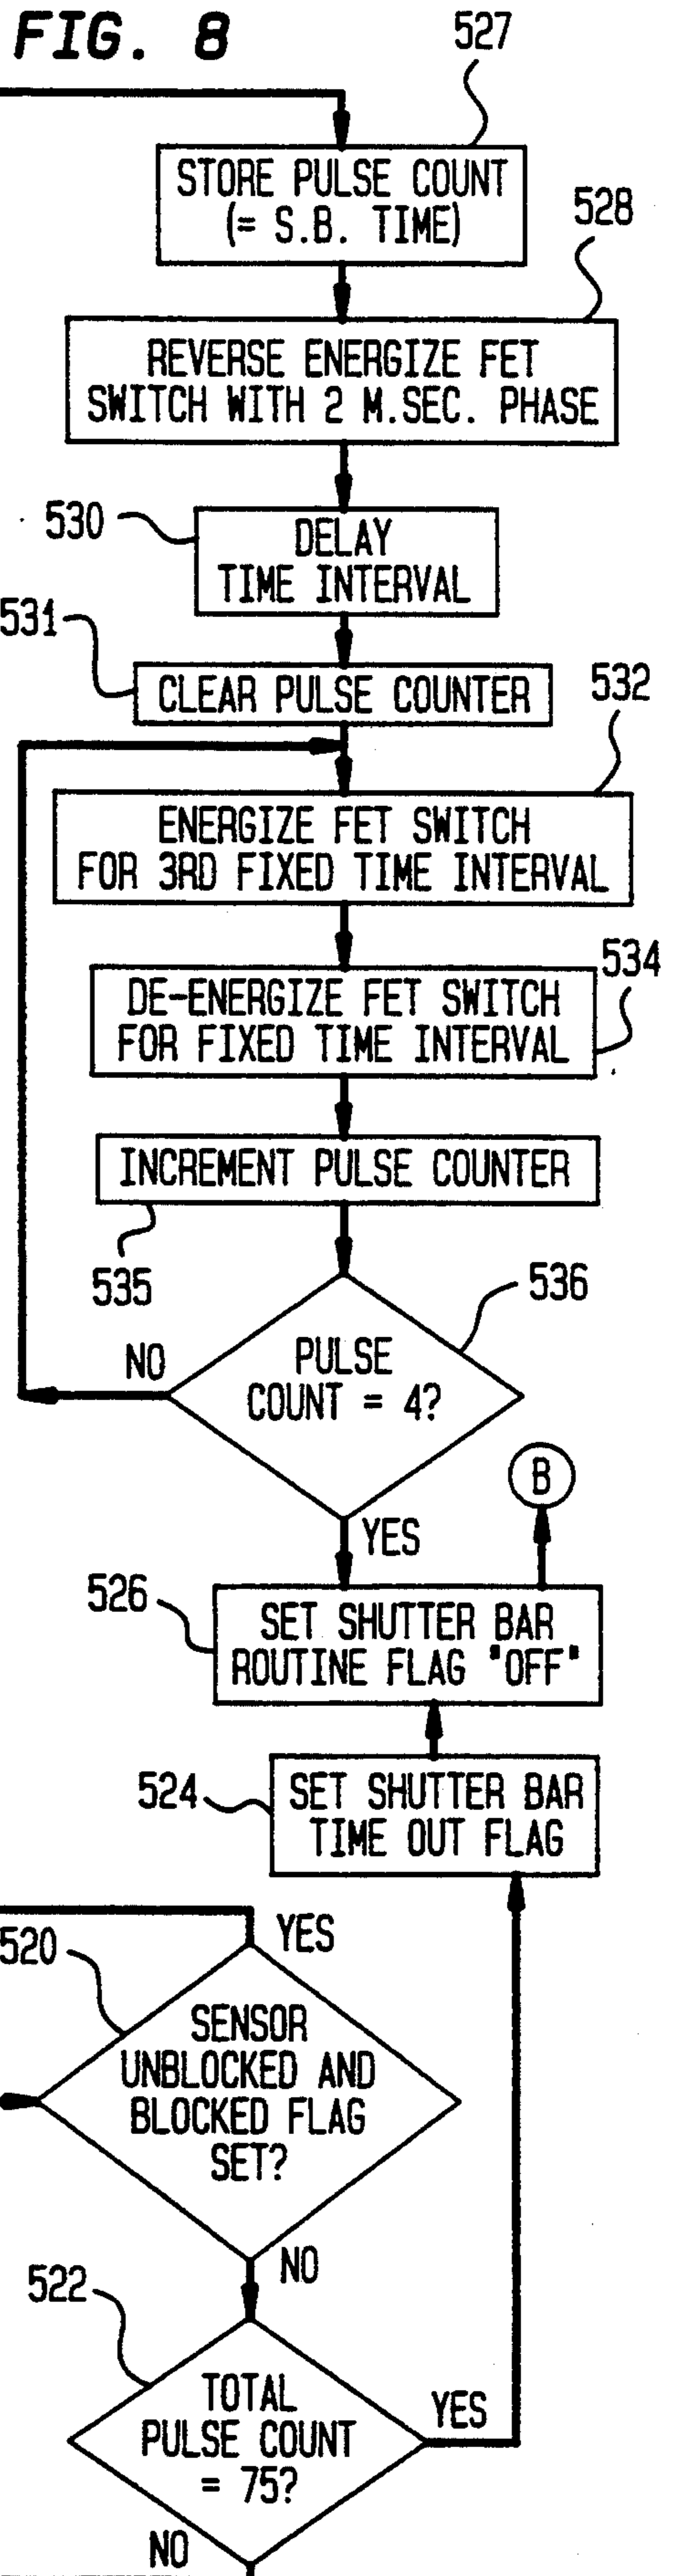 FIG. 8
527
STORE PULSE COUNT
(= S.B. TIME)
528
REVERSE ENERGIZE FET
SWITCH WITH 2 M.SEC. PHASE
530
DELAY
TIME INTERVAL
531
CLEAR PULSE COUNTER
532
ENERGIZE FET SWITCH
FOR 3RD FIXED TIME INTERVAL
534
DE-ENERGIZE FET SWITCH
FOR FIXED TIME INTERVAL
INCREMENT PULSE COUNTER
535
536
PULSE
COUNT = 4?
NO
YES
B
526
SET SHUTTER BAR
ROUTINE FLAG "OFF"
524
SET SHUTTER BAR
TIME OUT FLAG
520
YES
SENSOR
UNBLOCKED AND
BLOCKED FLAG
SET?
NO
522
TOTAL
PULSE COUNT
= 75?
YES
NO